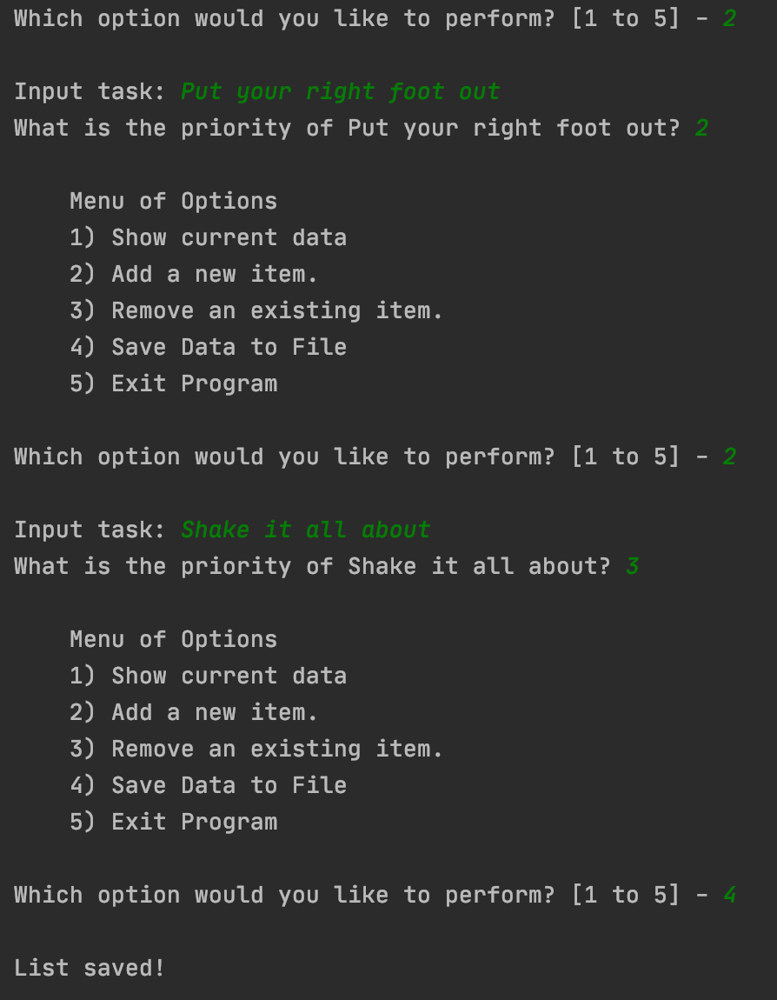 Which option would you like to perform? [1 to 5] - 2
Input task: Put your right foot out
What is the priority of Put your right foot out? 2
Menu of Options
1) Show current data
2) Add a new item.
3) Remove an existing item.
4) Save Data to File
5) Exit Program
Which option would you like to perform? [1 to 5] - 2
Input task: Shake it all about
What is the priority of Shake it all about? 3
Menu of Options
1) Show current data
2) Add a new item.
3) Remove an existing item.
4) Save Data to File
5) Exit Program
Which option would you like to perform? [1 to 5] - 4
List saved!